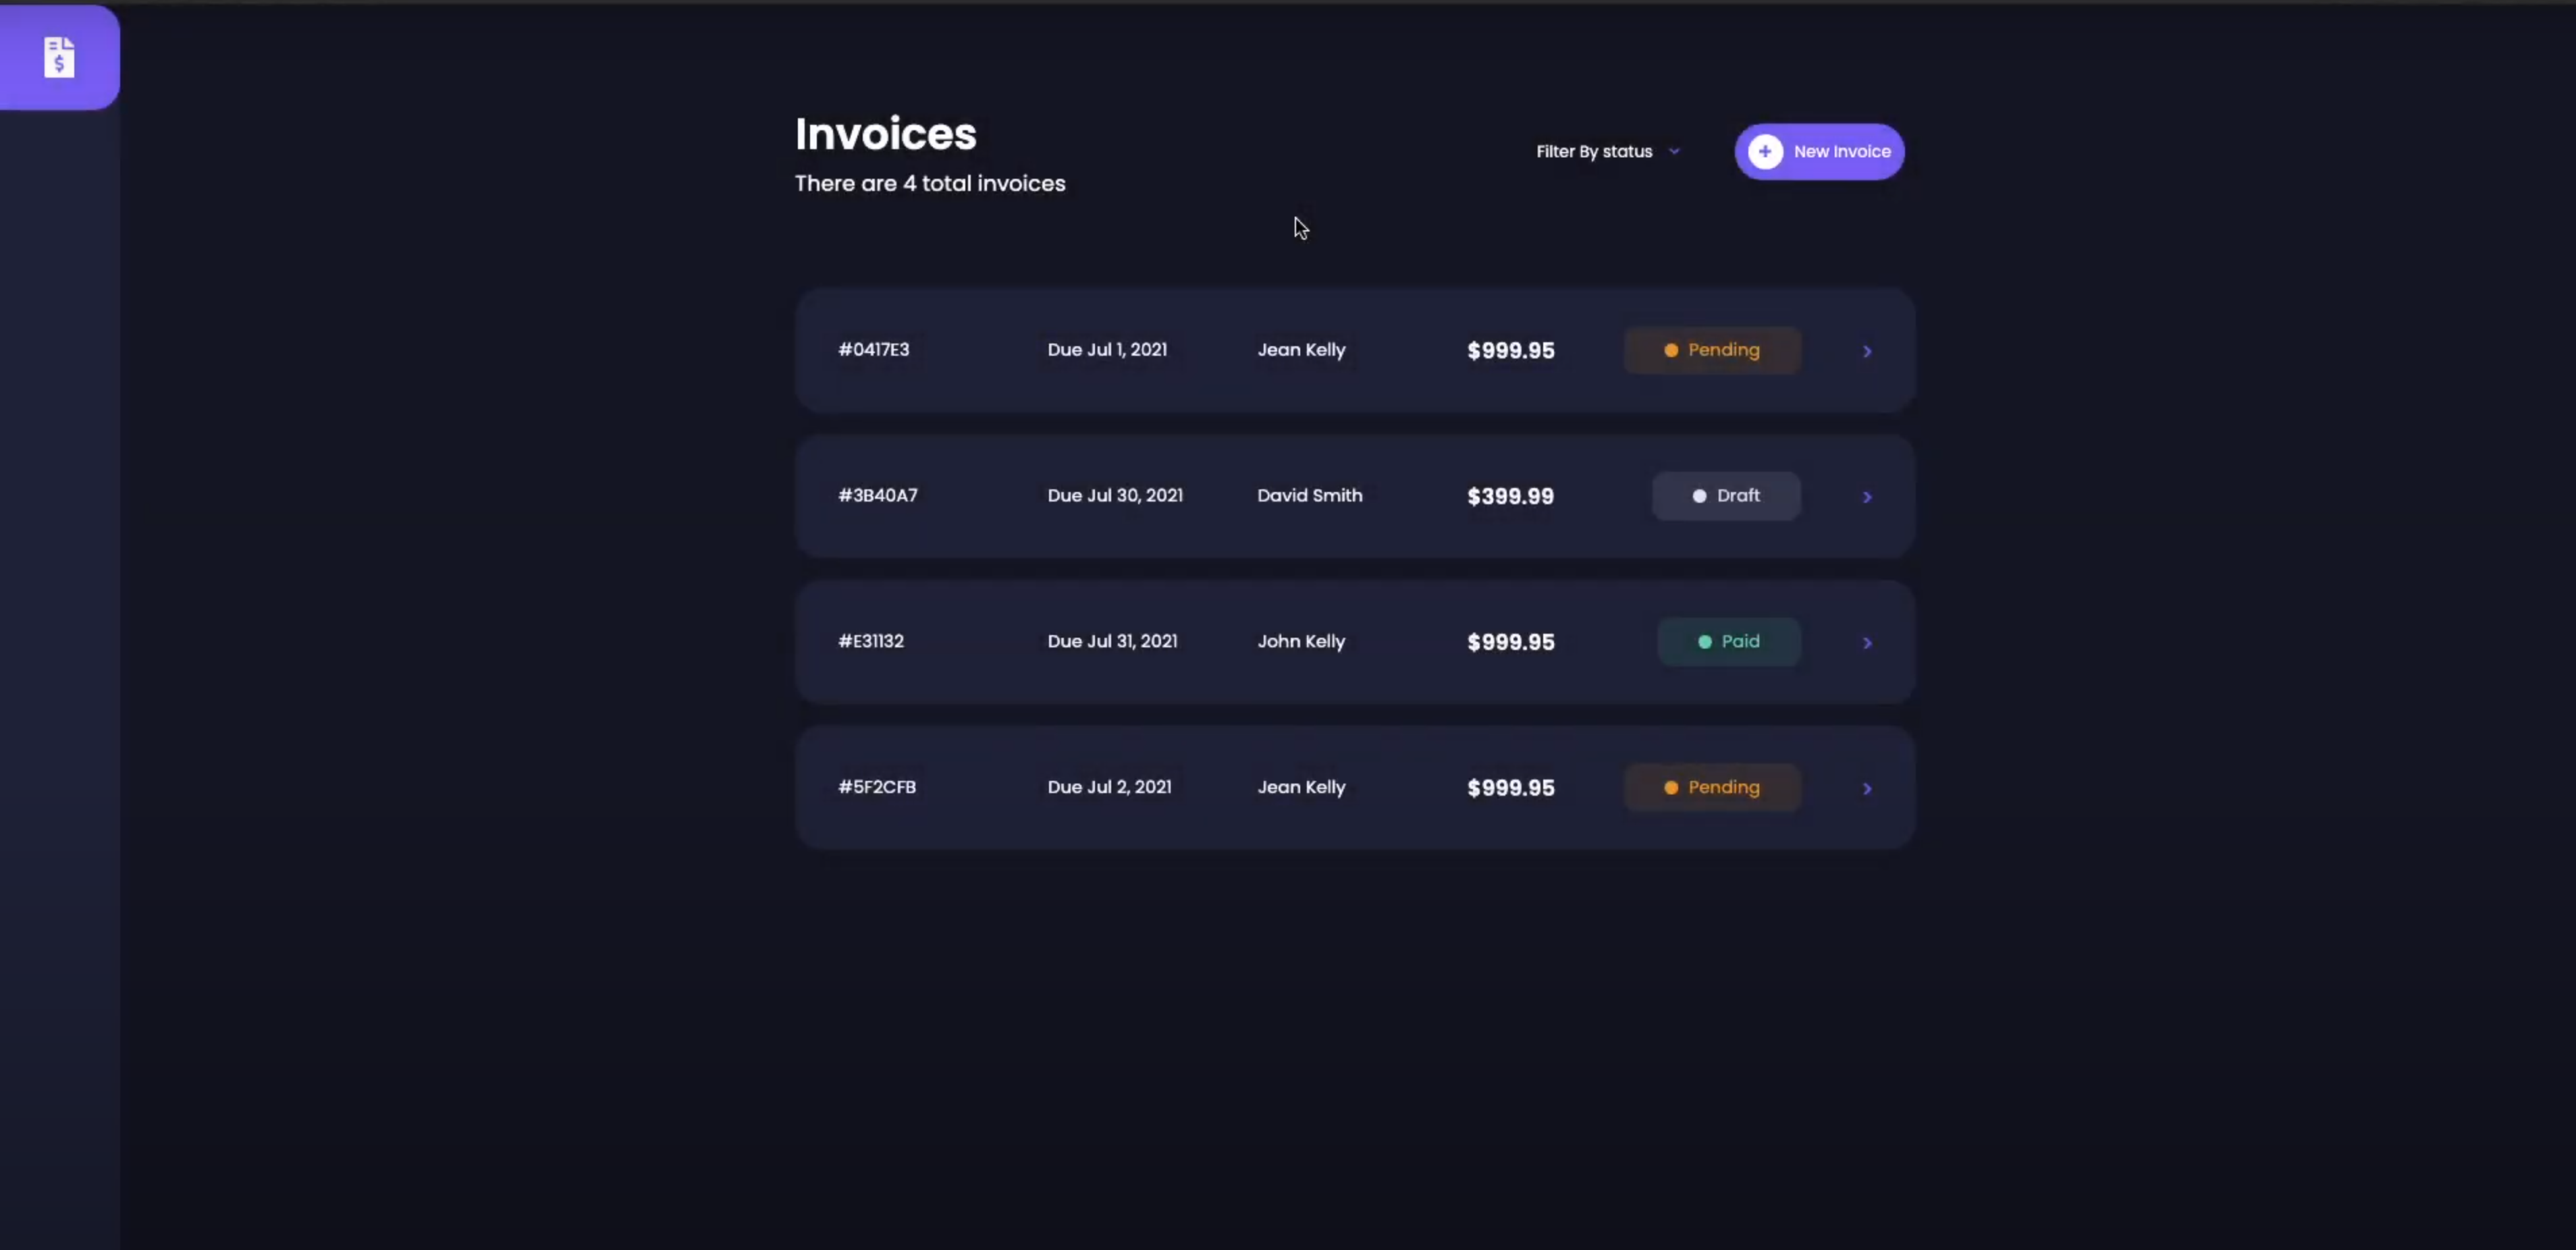 Invoices
There are 4 total invoices
Filter By status
New Invoice
#0417E3 Due Jul 1, 2021 Jean Kelly $999.95 Pending
#3B40A7 Due Jul 30, 2021 David Smith $399.99 Draft
#E31132 Due Jul 31, 2021 John Kelly $999.95 Paid
#5F2CFB Due Jul 2, 2021 Jean Kelly $999.95 Pending